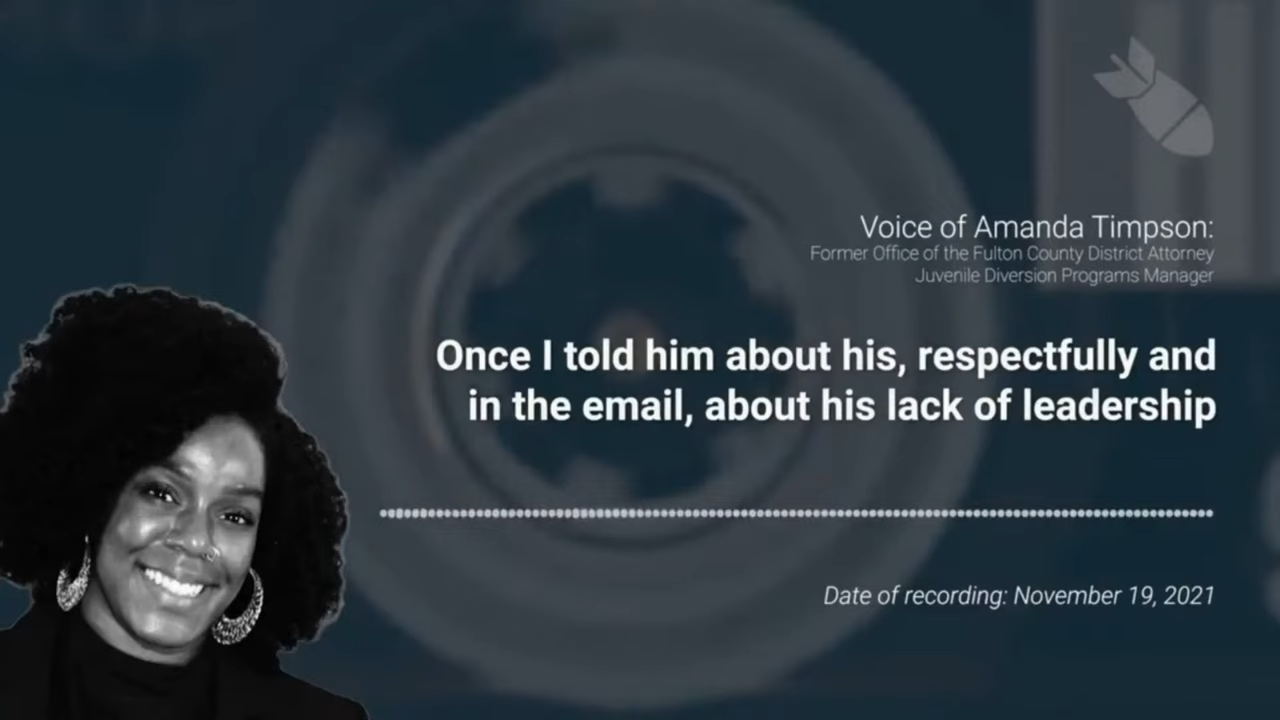 Voice of Amanda Timpson:
Former Office of the Fulton County District Attorney
Juvenile Diversion Programs Manager
Once I told him about his, respectfully and
in the email, about his lack of leadership
Date of recording: November 19, 2021